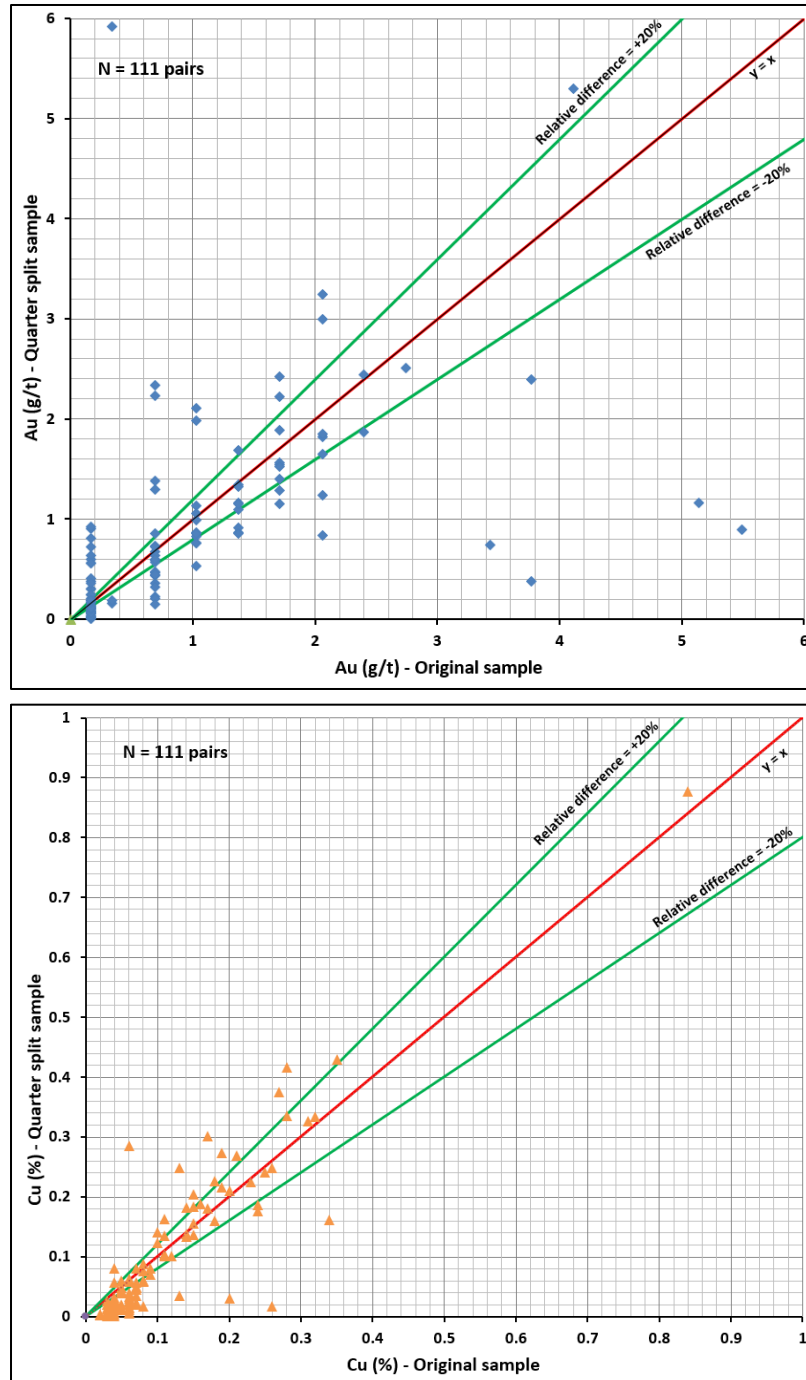 6
5
4
3
2
1
0
N = 111 pairs
Relative difference = +20%
y = x
Relative difference = -20%
Au (g/t) - Quarter split sample
0 1 2 3 4 5 6
Au (g/t) - Original sample
1
0.9
0.8
0.7
0.6
0.5
0.4
0.3
0.2
0.1
0
N = 111 pairs
Relative difference = +20%
y = x
Relative difference = -20%
Cu (%) - Quarter split sample
0 0.1 0.2 0.3 0.4 0.5 0.6 0.7 0.8 0.9 1
Cu (%) - Original sample